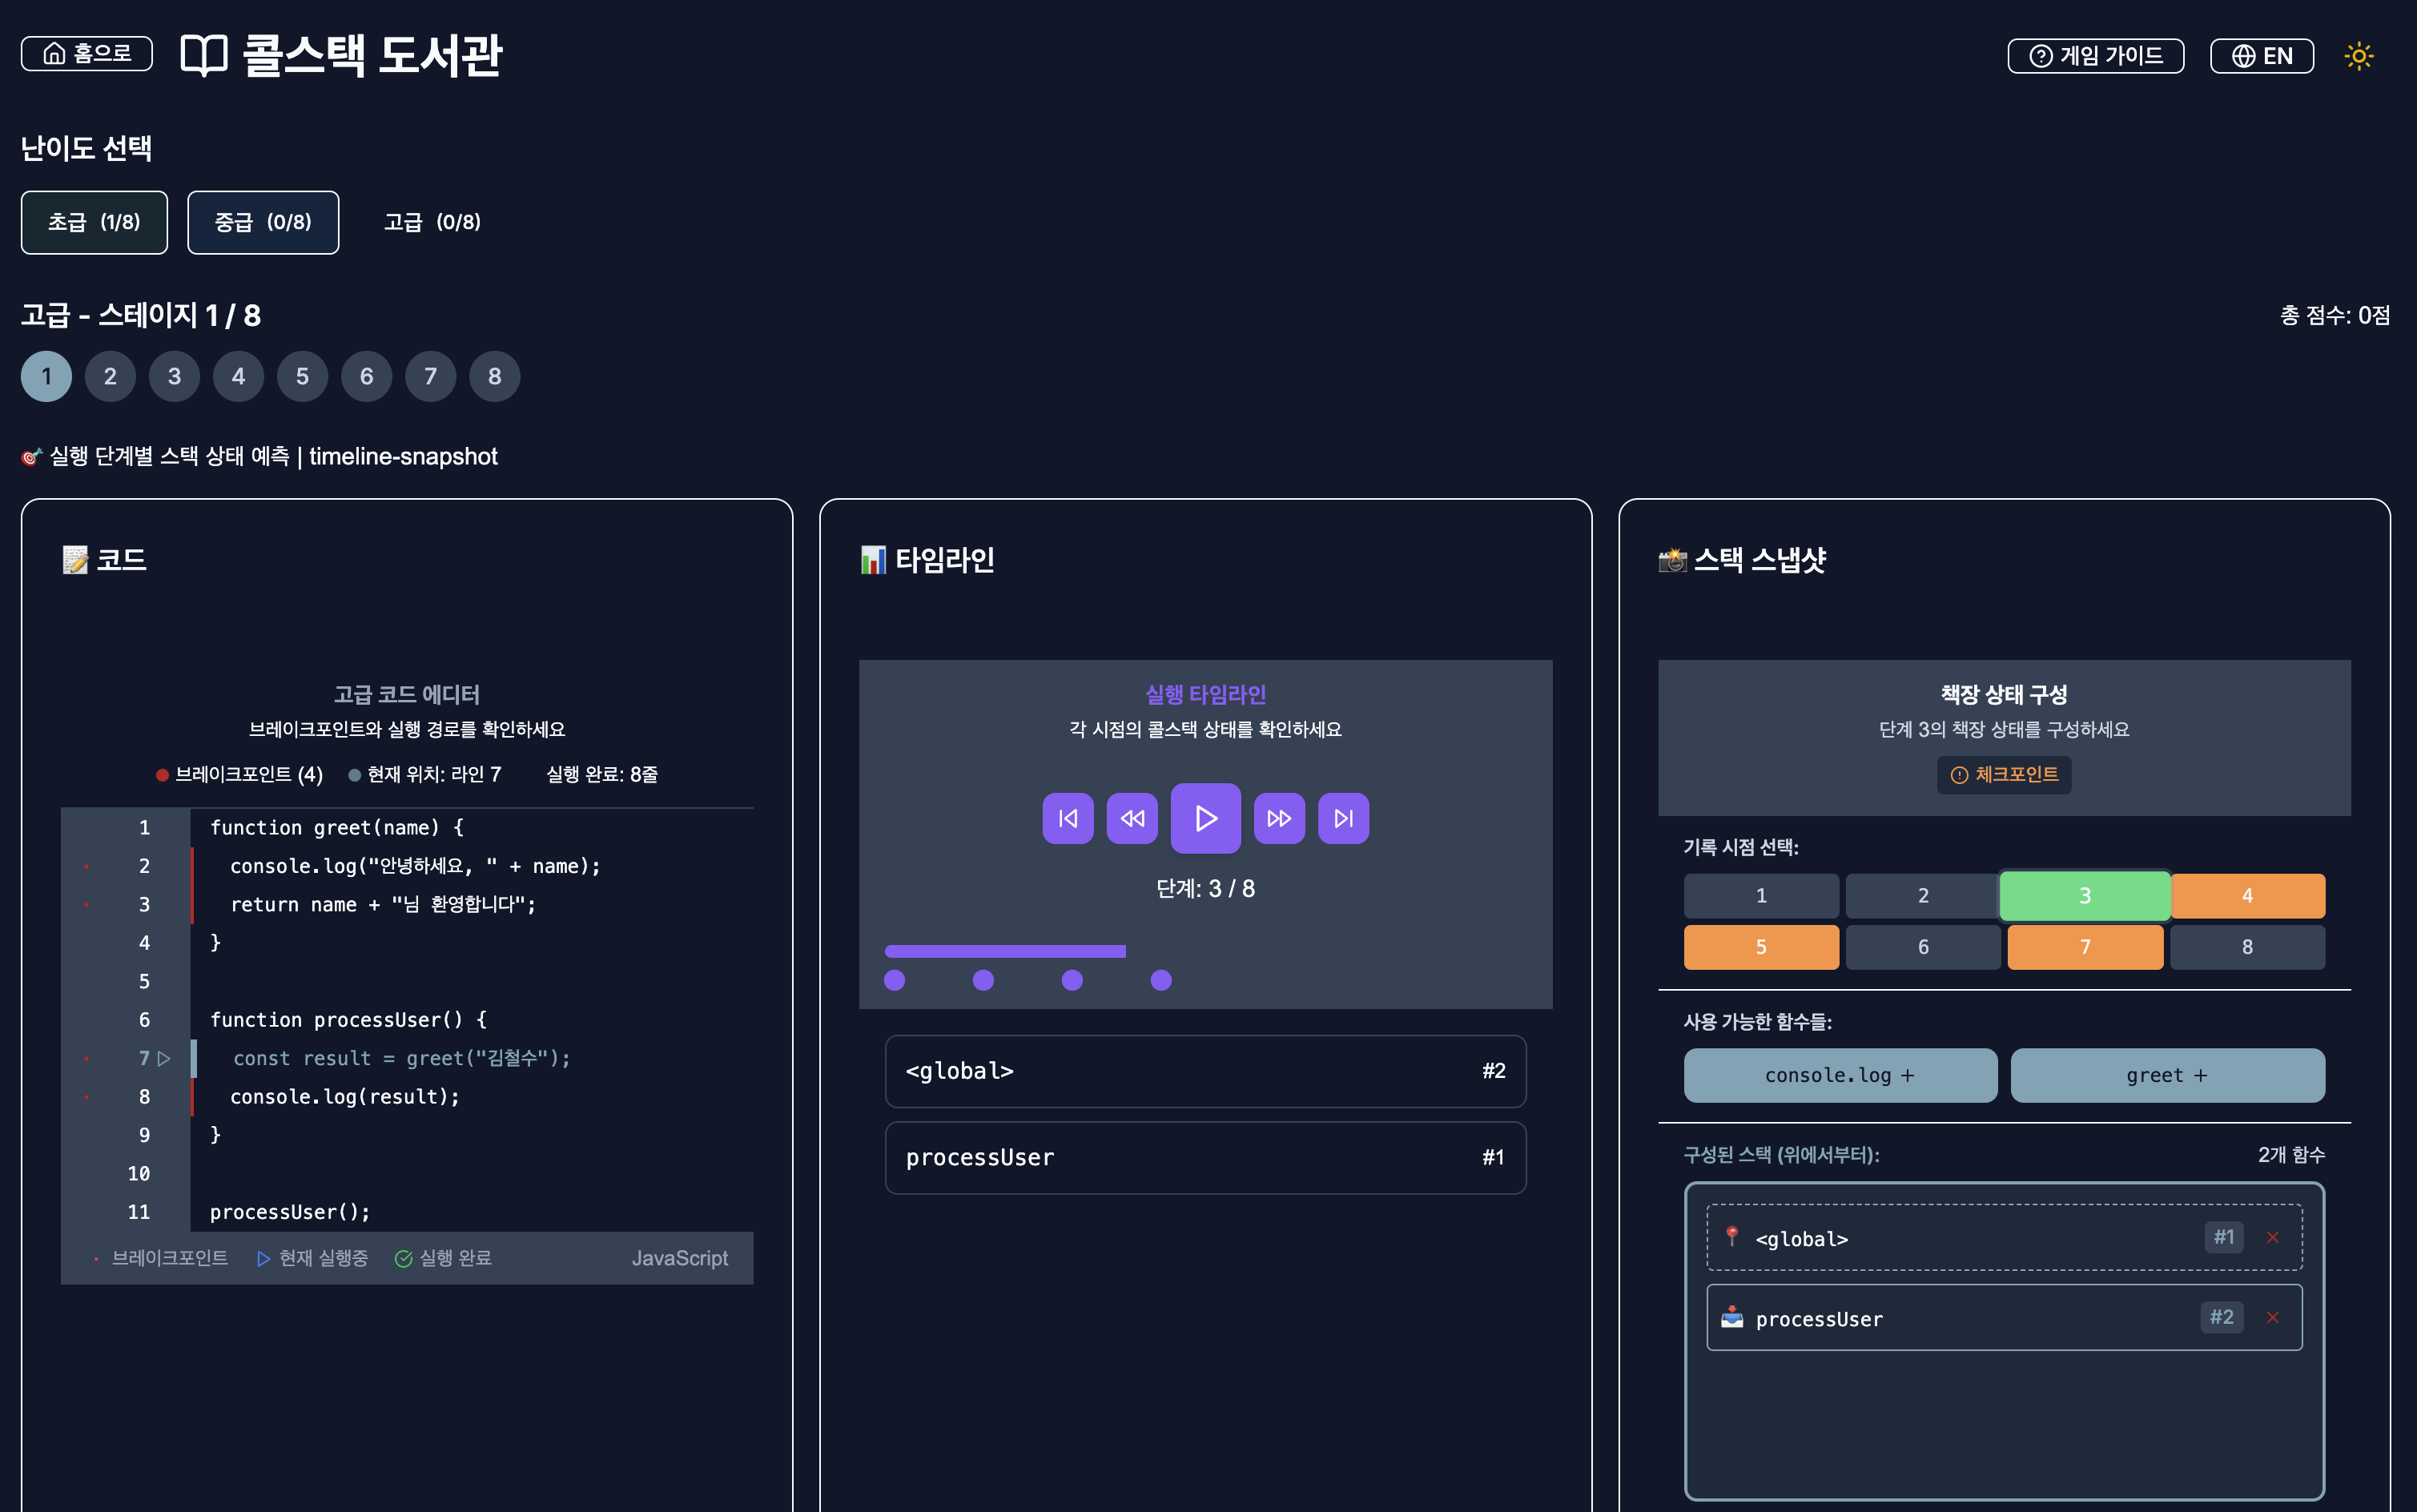 홈으로
콜스택 도서관
게임 가이드
EN
난이도 선택
초급 (1/8)
중급 (0/8)
고급 (0/8)
고급 - 스테이지 1 / 8
총 점수: 0점
1 2 3 4 5 6 7 8
실행 단계별 스택 상태 예측 | timeline-snapshot
코드
고급 코드 에디터
브레이크포인트와 실행 경로를 확인하세요
브레이크포인트 (4)
현재 위치: 라인 7
실행 완료: 8줄
1 function greet(name) {
2 console.log("안녕하세요, " + name);
3 return name + "님 환영합니다";
4 }
5
6 function processUser() {
7 const result = greet("김철수");
8 console.log(result);
9 }
10
11 processUser();
브레이크포인트
현재 실행중
실행 완료
JavaScript
타임라인
실행 타임라인
각 시점의 콜스택 상태를 확인하세요
단계: 3 / 8
<global> #2
processUser #1
스택 스냅샷
책장 상태 구성
단계 3의 책장 상태를 구성하세요
체크포인트
기록 시점 선택:
1 2 3 4
5 6 7 8
사용 가능한 함수들:
console.log +
greet +
구성된 스택 (위에서부터):
2개 함수
<global> #1
processUser #2